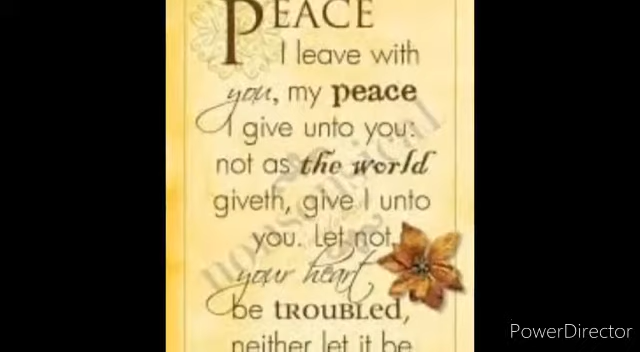 PEACE
I leave with
you, my peace
I give unto you:
not as the world
giveth, give I unto
you. Let not
your heart
be TROUBLED,
neither let it be
nonsensical
PowerDirector